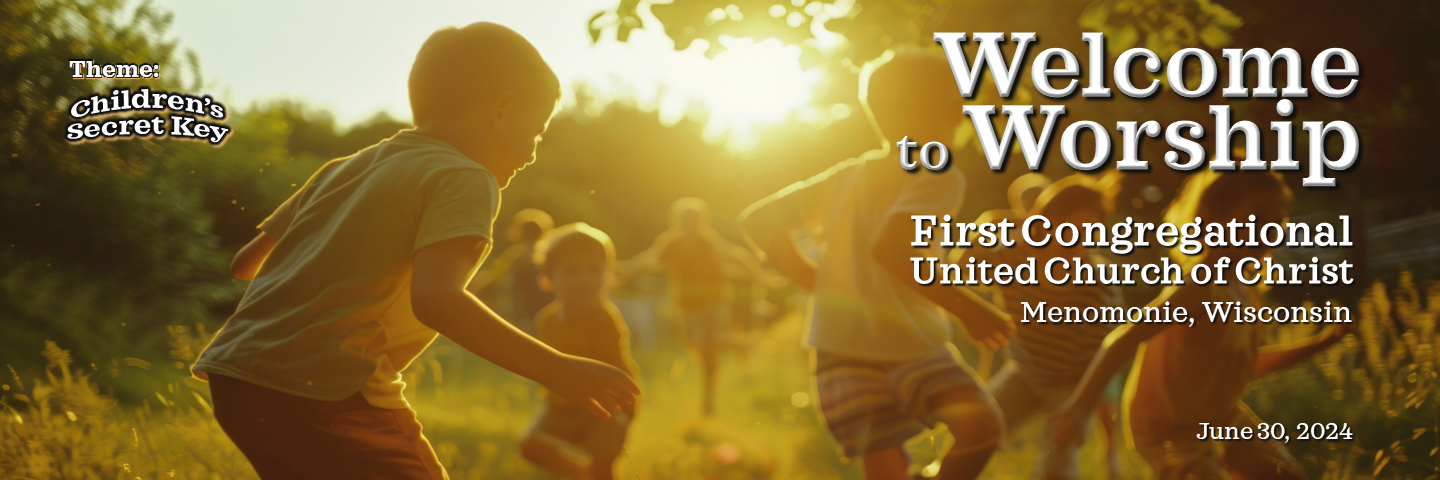 Theme:
Children's
Secret Key
Welcome
to Worship
First Congregational
United Church of Christ
Menomonie, Wisconsin
June 30, 2024